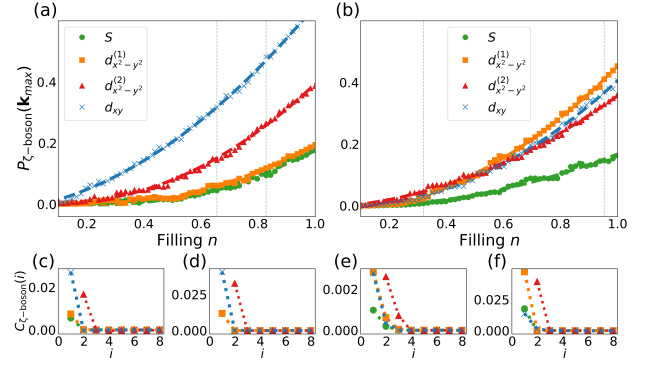 (a)
(b)
S
d^{(1)}_{x²−y²}
d^{(2)}_{x²−y²}
d_{xy}
S
d^{(1)}_{x²−y²}
d^{(2)}_{x²−y²}
d_{xy}
P_{ζ−boson}(k_{max})
0.4
0.2
0.0
0.4
0.2
0.0
0.2 0.4 0.6 0.8 1.0
0.2 0.4 0.6 0.8 1.0
Filling n
Filling n
(c)
(d)
(e)
(f)
C_{ζ−boson}(i)
0.02
0.00
0.025
0.000
0.0025
0.0000
0.025
0.000
0 2 4 6 8
0 2 4 6 8
0 2 4 6 8
0 2 4 6 8
i
i
i
i